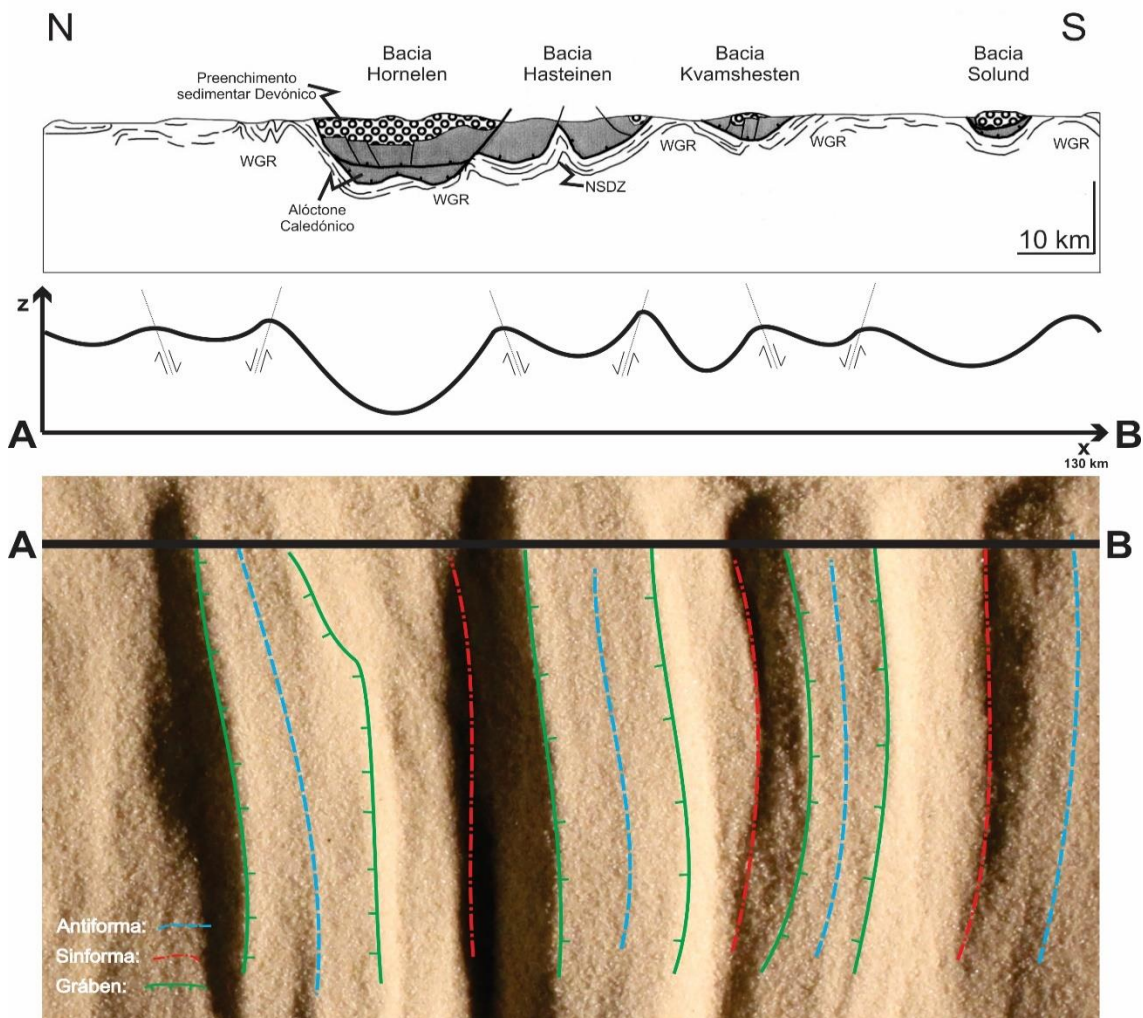 N
S
Bacia
Hornelen
Bacia
Hasteinen
Bacia
Kvamshesten
Bacia
Solund
Preenchimento
sedimentar Devónico
WGR
Alóctone
Caledónico
WGR
NSDZ
WGR
WGR
WGR
10 km
z
A
B
x
130 km
A
B
Antiforma:
Sinforma:
Gráben: